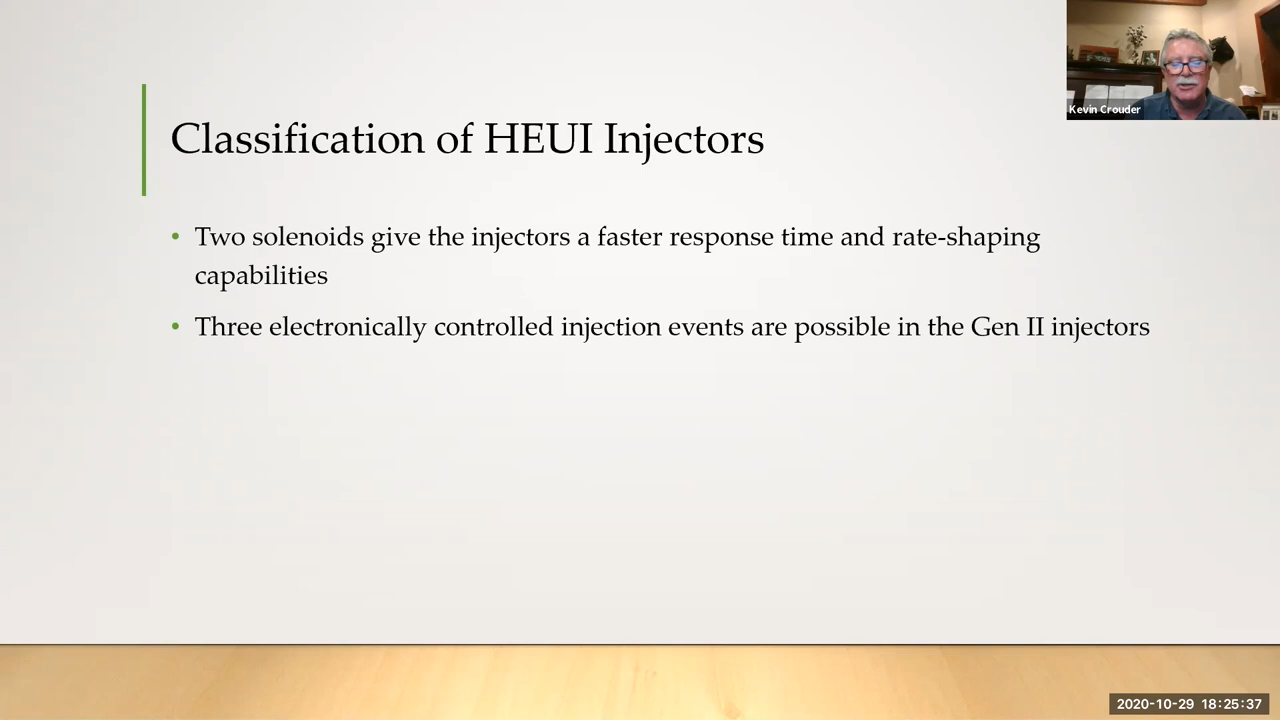 Kevin Crouder
Classification of HEUI Injectors
• Two solenoids give the injectors a faster response time and rate-shaping
capabilities
• Three electronically controlled injection events are possible in the Gen II injectors
2020-10-29 18:25:37